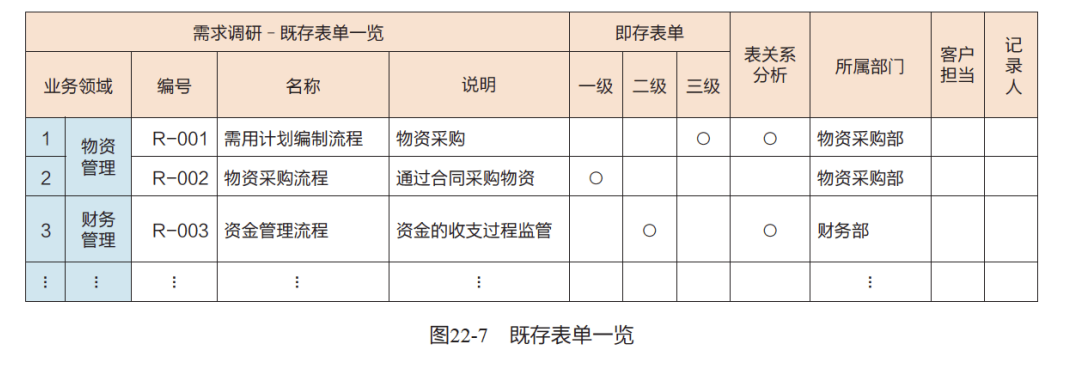 需求调研－既存表单一览 即存表单 表关系分析 所属部门 客户担当 记录人
业务领域 编号 名称 说明 一级 二级 三级
1 物资管理 R-001 需用计划编制流程 物资采购 ○ ○ 物资采购部
2 R-002 物资采购流程 通过合同采购物资 ○ 物资采购部
3 财务管理 R-003 资金管理流程 资金的收支过程监管 ○ ○ 财务部
⋮ ⋮ ⋮ ⋮ ⋮ ⋮
图22-7 既存表单一览